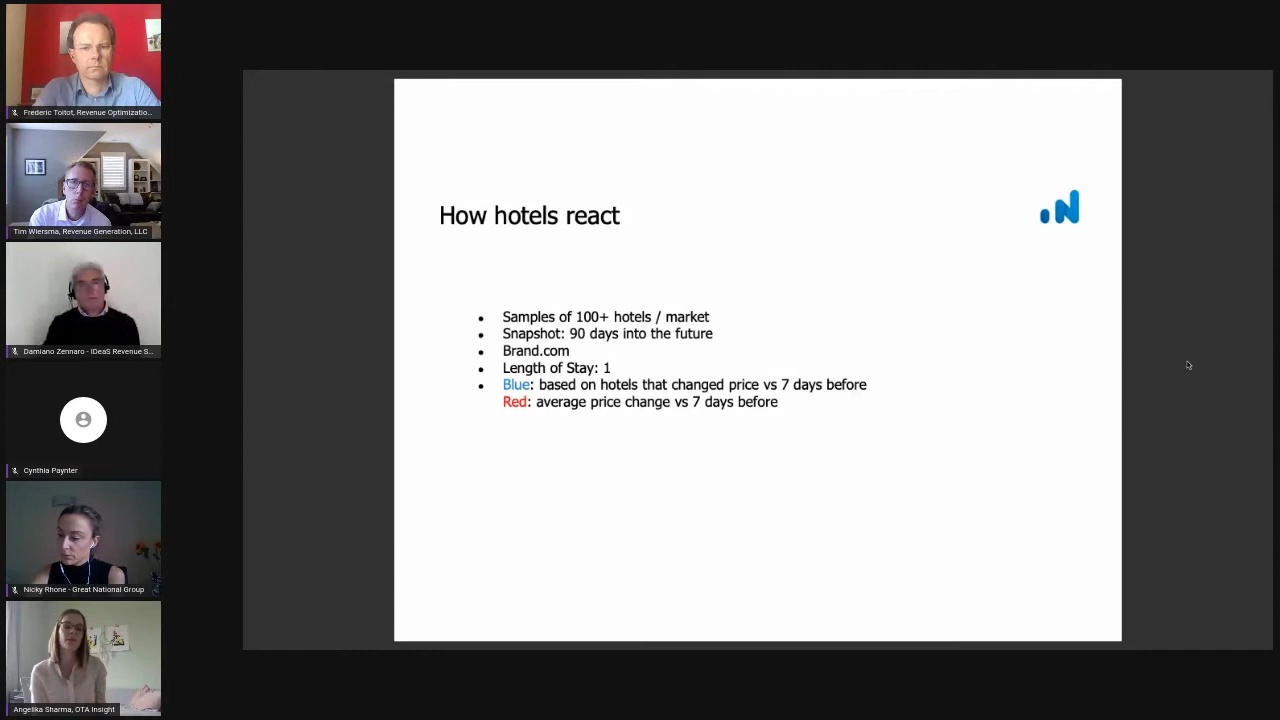 Frederic Toitot, Revenue Optimizatio...
Tim Wiersma, Revenue Generation, LLC
Damiano Zennaro - IDeaS Revenue S...
Cynthia Paynter
Nicky Rhone - Great National Group
Angelika Sharma, OTA Insight
How hotels react
• Samples of 100+ hotels / market
• Snapshot: 90 days into the future
• Brand.com
• Length of Stay: 1
• Blue: based on hotels that changed price vs 7 days before
Red: average price change vs 7 days before